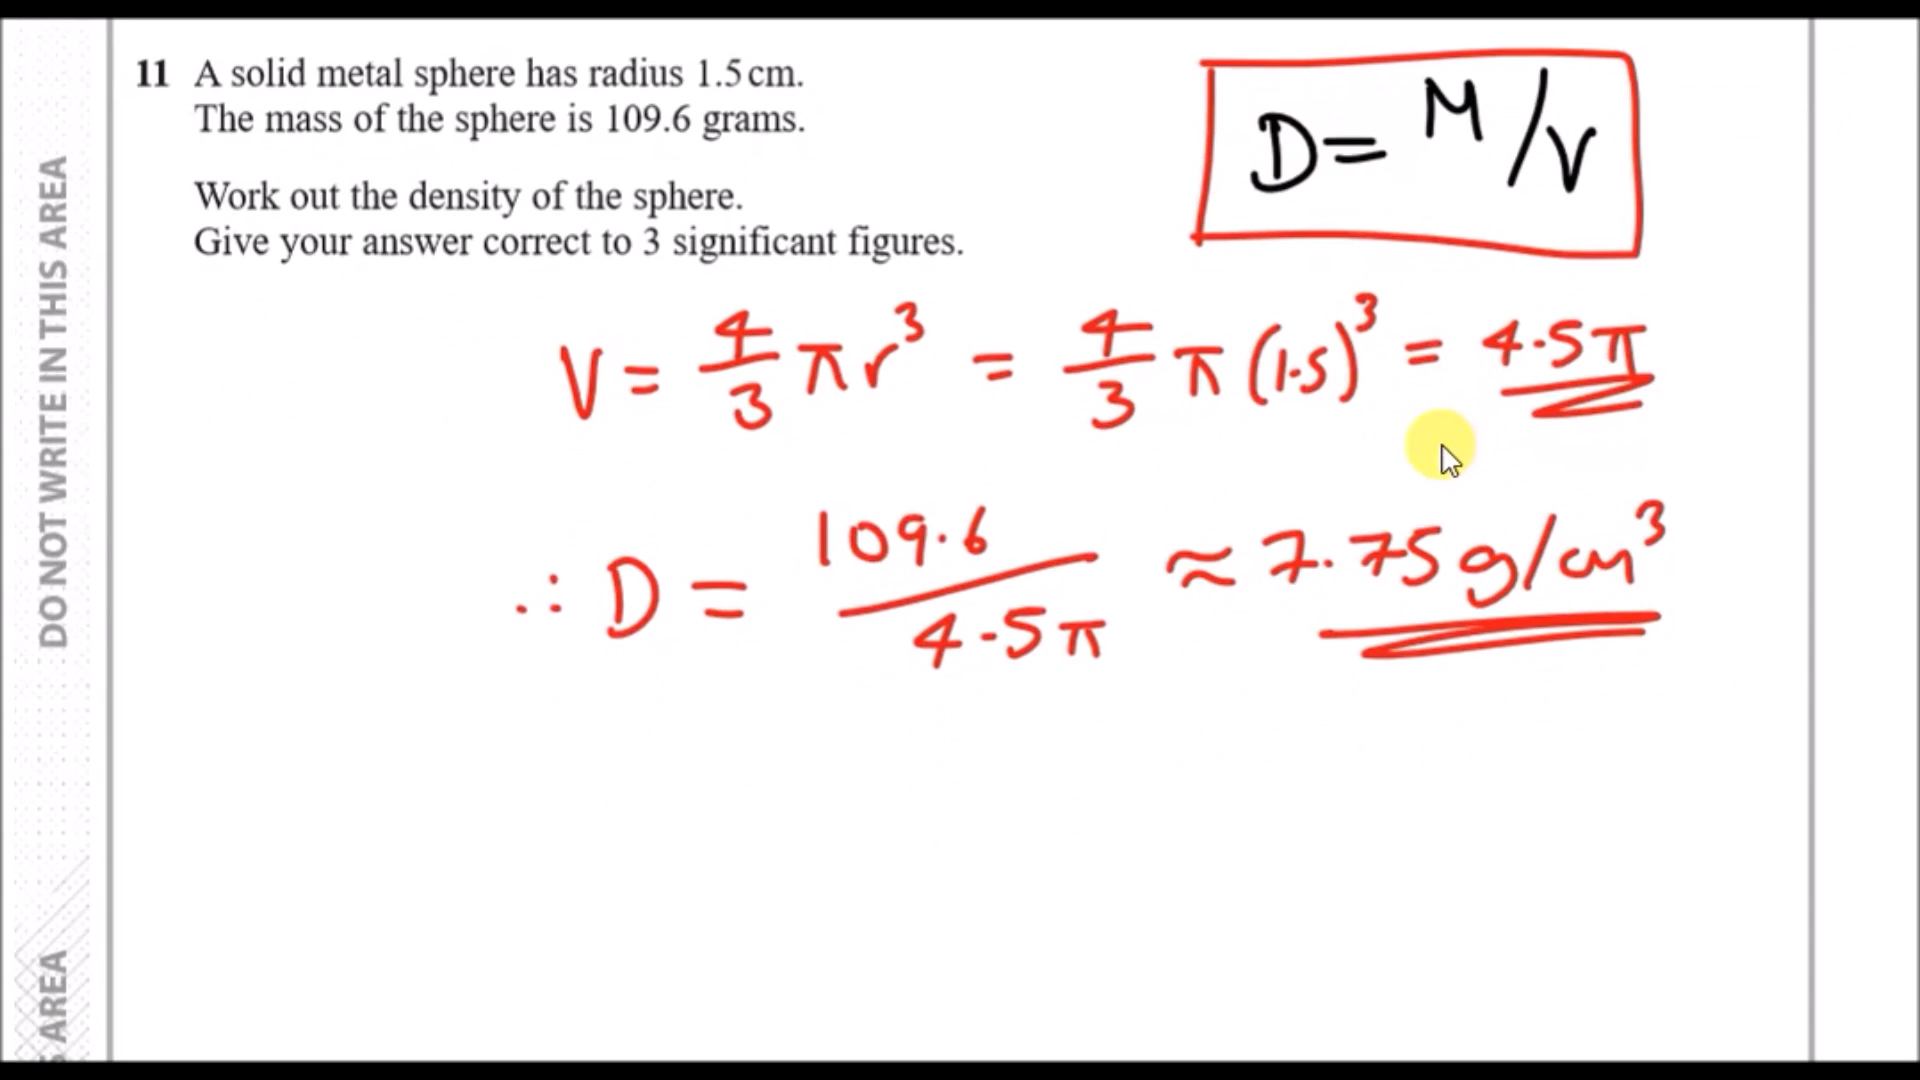 11 A solid metal sphere has radius 1.5 cm.
The mass of the sphere is 109.6 grams.
Work out the density of the sphere.
Give your answer correct to 3 significant figures.
D = M/V
V = 4/3 πr³ = 4/3 π(1.5)³ = 4.5π
∴ D = 109.6/4.5π ≈ 7.75 g/cm³
DO NOT WRITE IN THIS AREA
S AREA